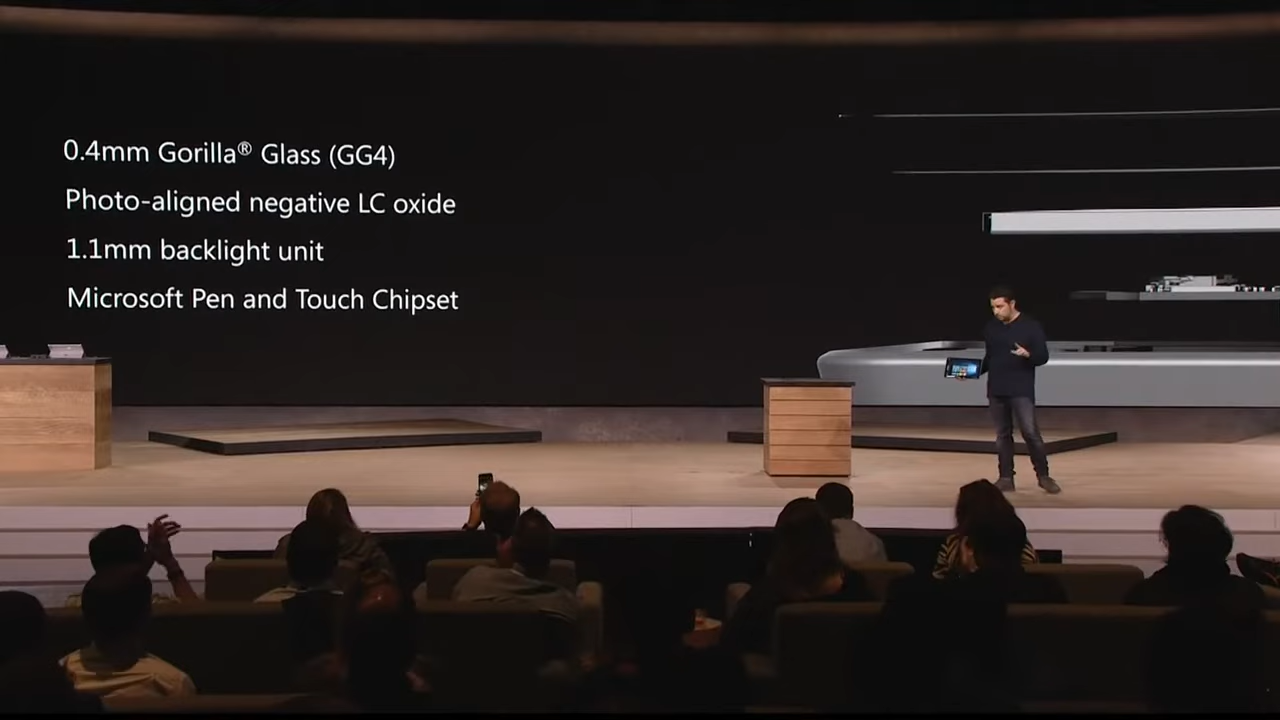 0.4mm Gorilla® Glass (GG4)
Photo-aligned negative LC oxide
1.1mm backlight unit
Microsoft Pen and Touch Chipset